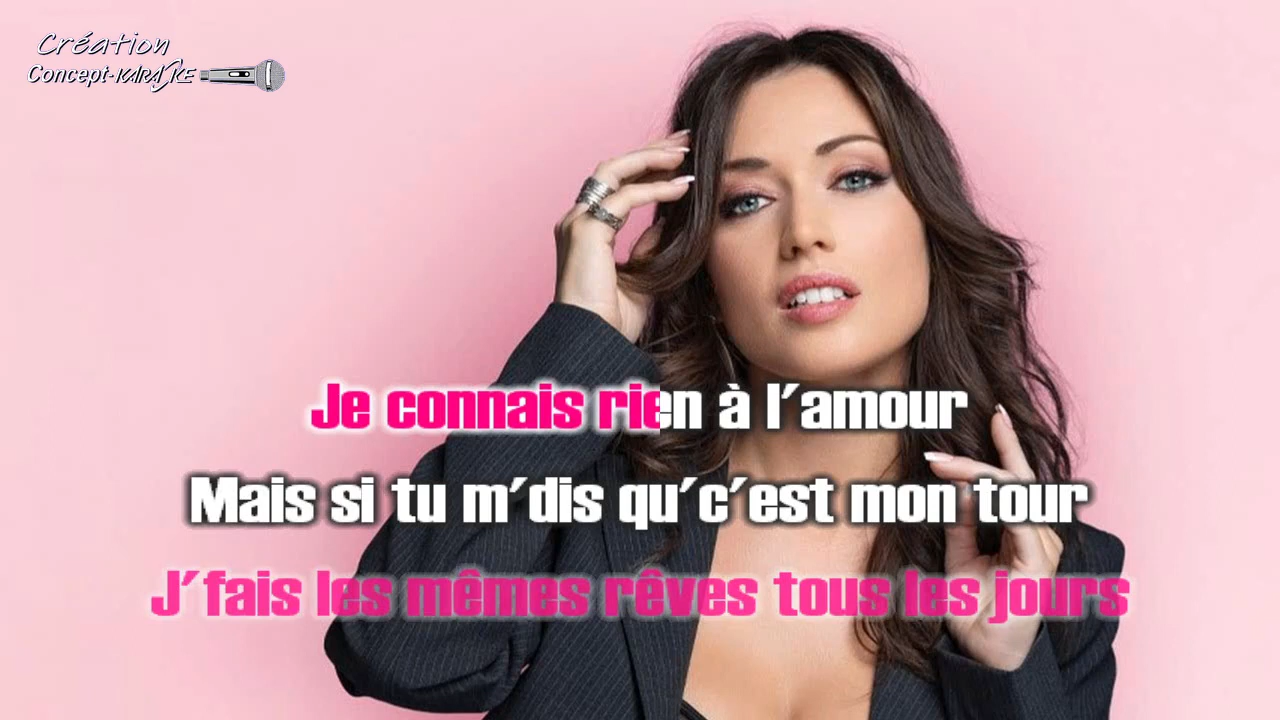 Création
Concept-KARAOKE
Je connais rien à l'amour
Mais si tu m'dis qu'c'est mon tour
J'fais les mêmes rêves tous les jours